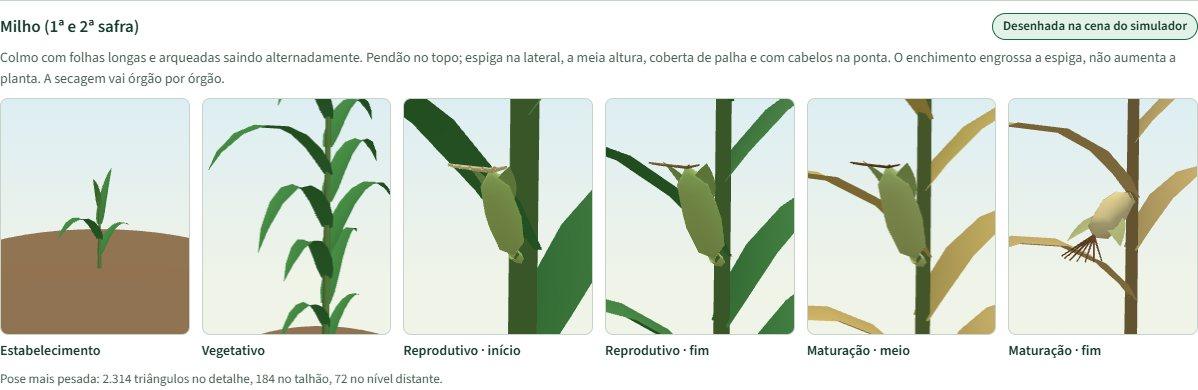 Milho (1ª e 2ª safra)
Desenhada na cena do simulador
Colmo com folhas longas e arqueadas saindo alternadamente. Pendão no topo; espiga na lateral, a meia altura, coberta de palha e com cabelos na ponta. O enchimento engrossa a espiga, não aumenta a
planta. A secagem vai órgão por órgão.
Estabelecimento
Vegetativo
Reprodutivo · início
Reprodutivo · fim
Maturação · meio
Maturação · fim
Pose mais pesada: 2.314 triângulos no detalhe, 184 no talhão, 72 no nível distante.